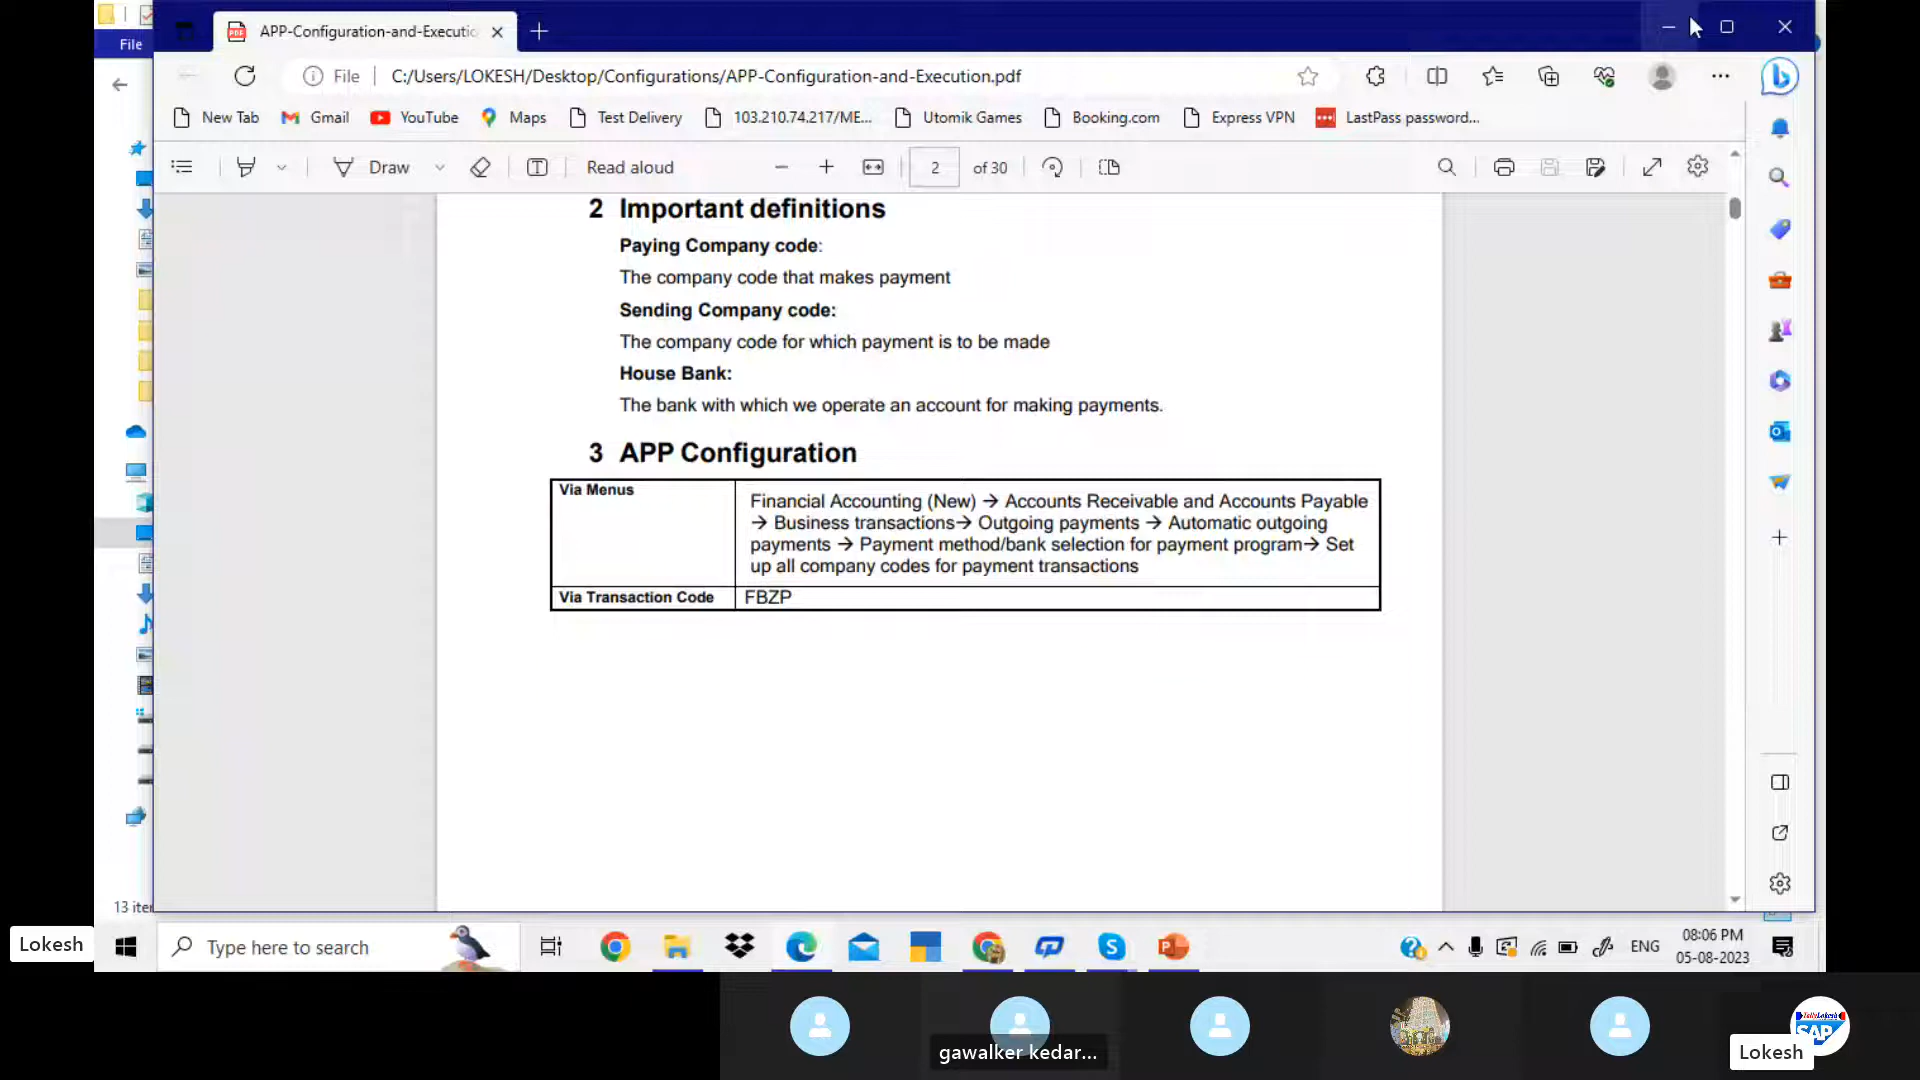 File
APP-Configuration-and-Executic
File
C:/Users/LOKESH/Desktop/Configurations/APP-Configuration-and-Execution.pdf
New Tab
Gmail
YouTube
Maps
Test Delivery
103.210.74.217/ME...
Utomik Games
Booking.com
Express VPN
LastPass password...
Draw
Read aloud
2
of 30
2 Important definitions
Paying Company code:
The company code that makes payment
Sending Company code:
The company code for which payment is to be made
House Bank:
The bank with which we operate an account for making payments.
3 APP Configuration
Via Menus
Financial Accounting (New) → Accounts Receivable and Accounts Payable
→ Business transactions→ Outgoing payments → Automatic outgoing
payments → Payment method/bank selection for payment program→ Set
up all company codes for payment transactions
Via Transaction Code
FBZP
13 iter
Lokesh
Type here to search
ENG
08:06 PM
05-08-2023
gawalker kedar...
SAP
Lokesh